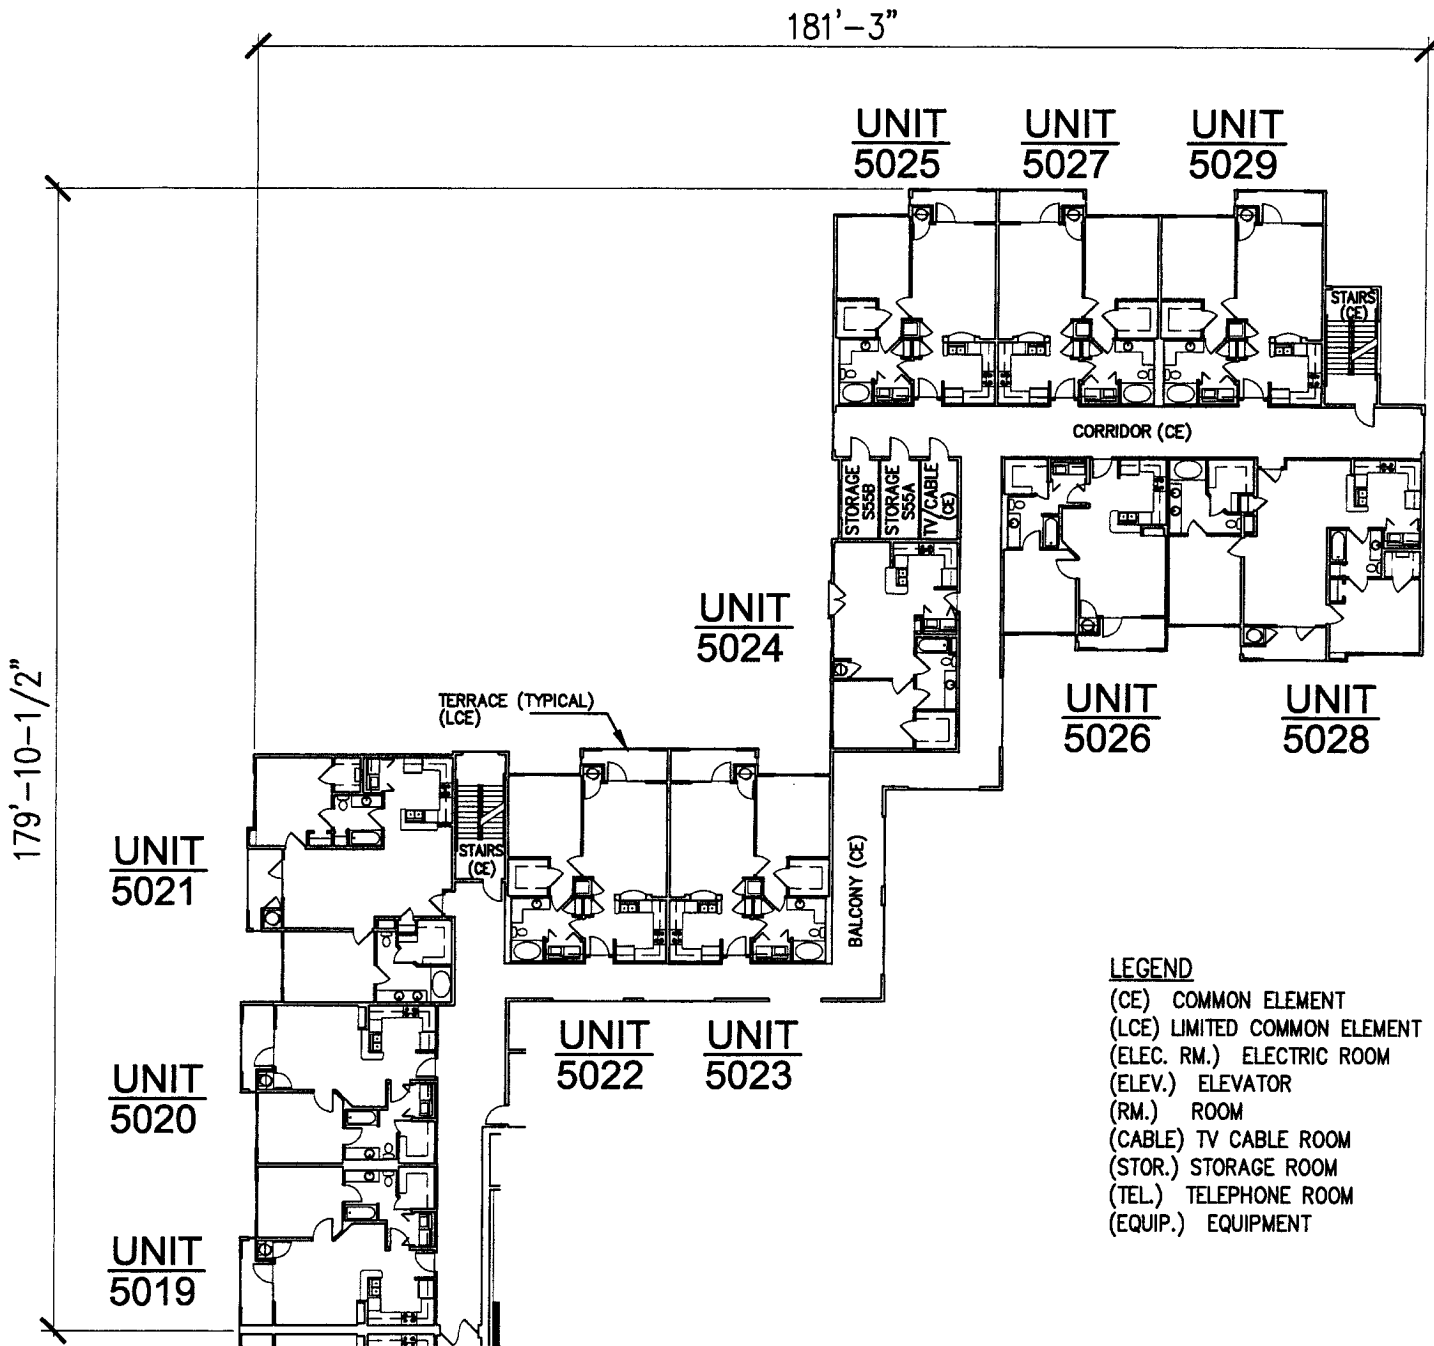 181'-3"
UNIT
5025
UNIT
5027
UNIT
5029
STAIRS
(CE)
CORRIDOR (CE)
STORAGE
S55B
STORAGE
S55A
TV/CABLE
(CE)
UNIT
5024
179'-10-1/2"
TERRACE (TYPICAL)
(LCE)
UNIT
5026
UNIT
5028
UNIT
5021
STAIRS
(CE)
BALCONY (CE)
UNIT
5022
UNIT
5023
UNIT
5020
UNIT
5019
LEGEND
(CE) COMMON ELEMENT
(LCE) LIMITED COMMON ELEMENT
(ELEC. RM.) ELECTRIC ROOM
(ELEV.) ELEVATOR
(RM.) ROOM
(CABLE) TV CABLE ROOM
(STOR.) STORAGE ROOM
(TEL.) TELEPHONE ROOM
(EQUIP.) EQUIPMENT